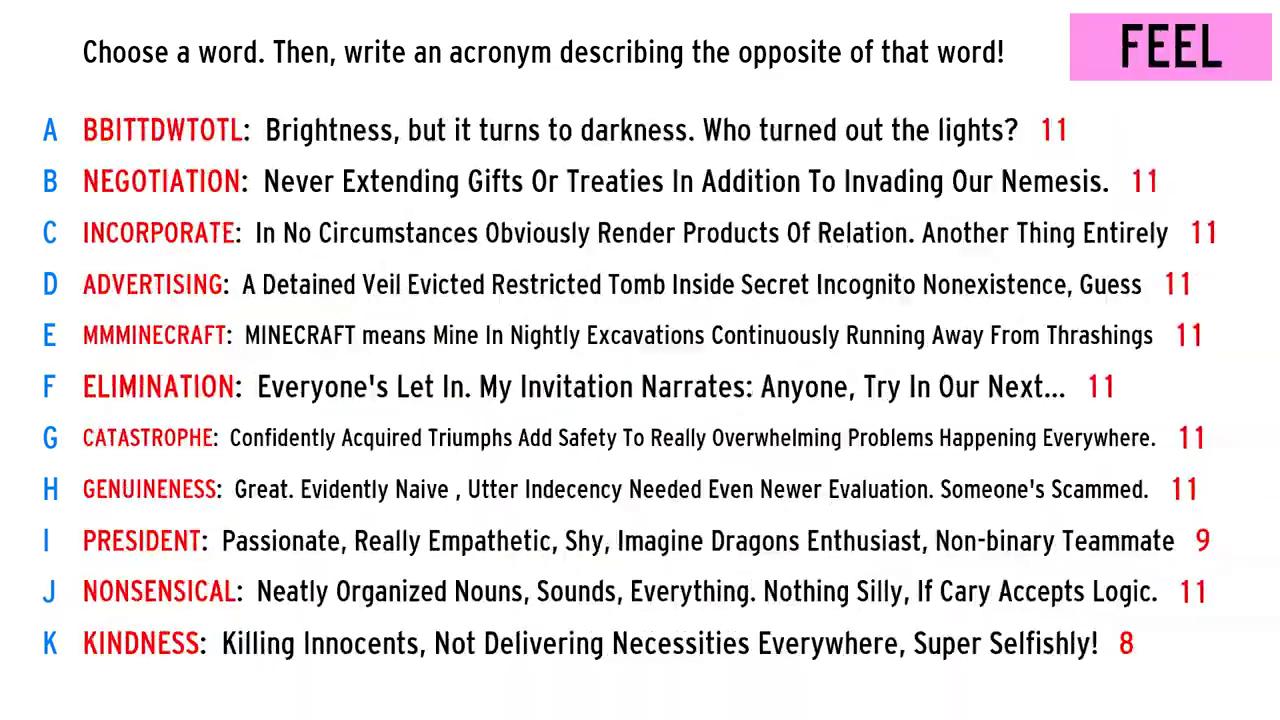 Choose a word. Then, write an acronym describing the opposite of that word!
FEEL
A BBITTDWTOTL: Brightness, but it turns to darkness. Who turned out the lights? 11
B NEGOTIATION: Never Extending Gifts Or Treaties In Addition To Invading Our Nemesis. 11
C INCORPORATE: In No Circumstances Obviously Render Products Of Relation. Another Thing Entirely 11
D ADVERTISING: A Detained Veil Evicted Restricted Tomb Inside Secret Incognito Nonexistence, Guess 11
E MMMINECRAFT: MINECRAFT means Mine In Nightly Excavations Continuously Running Away From Thrashings 11
F ELIMINATION: Everyone's Let In. My Invitation Narrates: Anyone, Try In Our Next... 11
G CATASTROPHE: Confidently Acquired Triumphs Add Safety To Really Overwhelming Problems Happening Everywhere. 11
H GENUINENESS: Great. Evidently Naive , Utter Indecency Needed Even Newer Evaluation. Someone's Scammed. 11
I PRESIDENT: Passionate, Really Empathetic, Shy, Imagine Dragons Enthusiast, Non-binary Teammate 9
J NONSENSICAL: Neatly Organized Nouns, Sounds, Everything. Nothing Silly, If Cary Accepts Logic. 11
K KINDNESS: Killing Innocents, Not Delivering Necessities Everywhere, Super Selfishly! 8